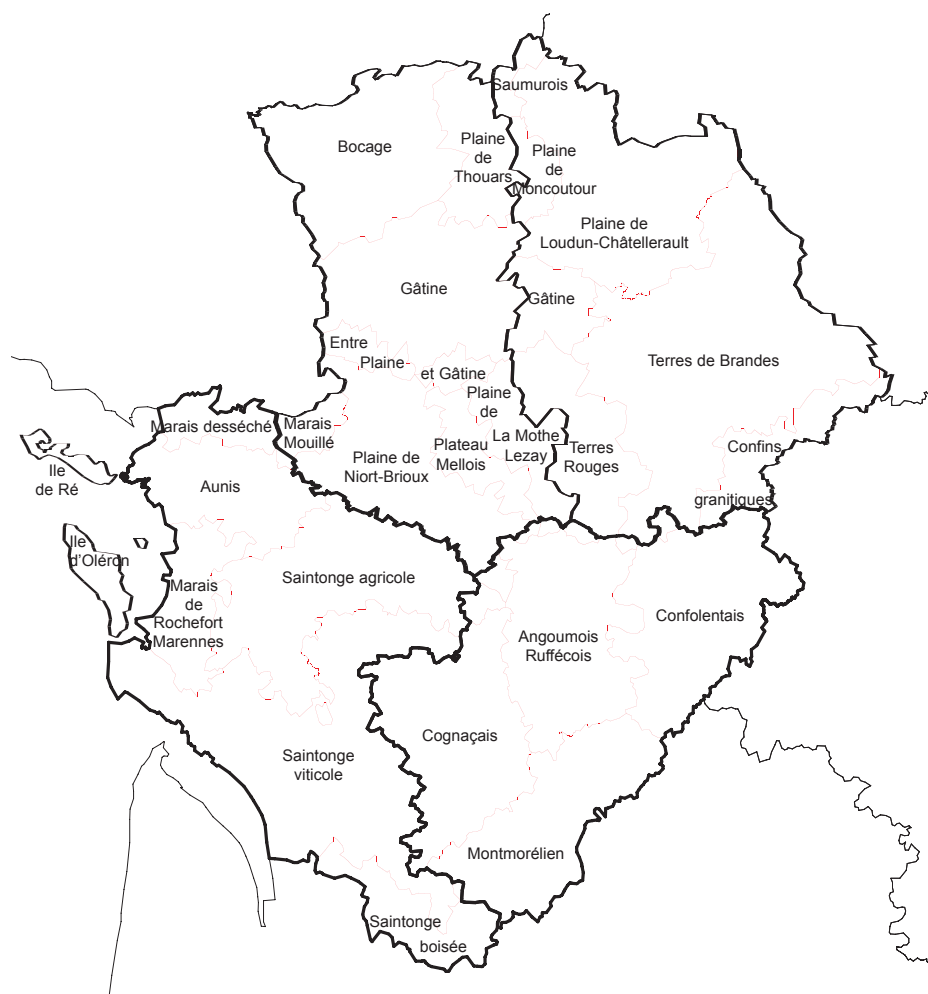 Saumurois
Bocage
Plaine
de
Thouars
Plaine
de
Moncoutour
Plaine de
Loudun-Châtellerault
Gâtine
Gâtine
Entre
Plaine
et Gâtine
Terres de Brandes
Plaine
de
La Mothe
Lezay
Marais desséché
Marais
Mouillé
Plateau
Mellois
Terres
Rouges
Confins
granitiques
Plaine de
Niort-Brioux
Ile
de Ré
Aunis
Ile
d'Oléron
Marais
de
Rochefort
Marennes
Saintonge agricole
Angoumois
Ruffécois
Confolentais
Cognaçais
Saintonge
viticole
Montmorélien
Saintonge
boisée